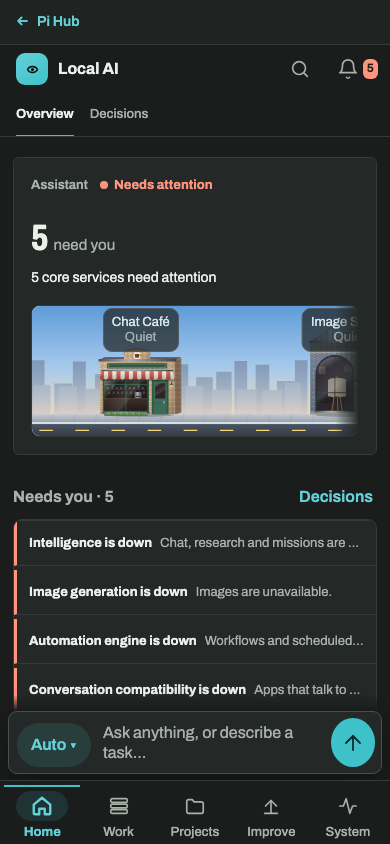 Pi Hub
Local AI
5
Overview
Decisions
Assistant
Needs attention
5 need you
5 core services need attention
Chat Café
Quiet
Image
Needs you · 5
Decisions
Intelligence is down Chat, research and missions are ...
Image generation is down Images are unavailable.
Automation engine is down Workflows and scheduled...
Conversation compatibility is down Apps that talk to ...
Auto ▾
Ask anything, or describe a
task...
Home
Work
Projects
Improve
System